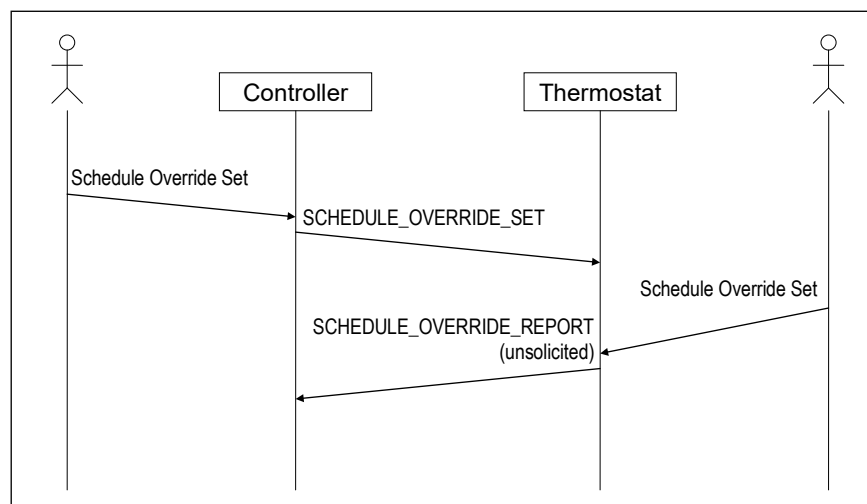 Controller
Thermostat
Schedule Override Set
SCHEDULE_OVERRIDE_SET
Schedule Override Set
SCHEDULE_OVERRIDE_REPORT
(unsolicited)